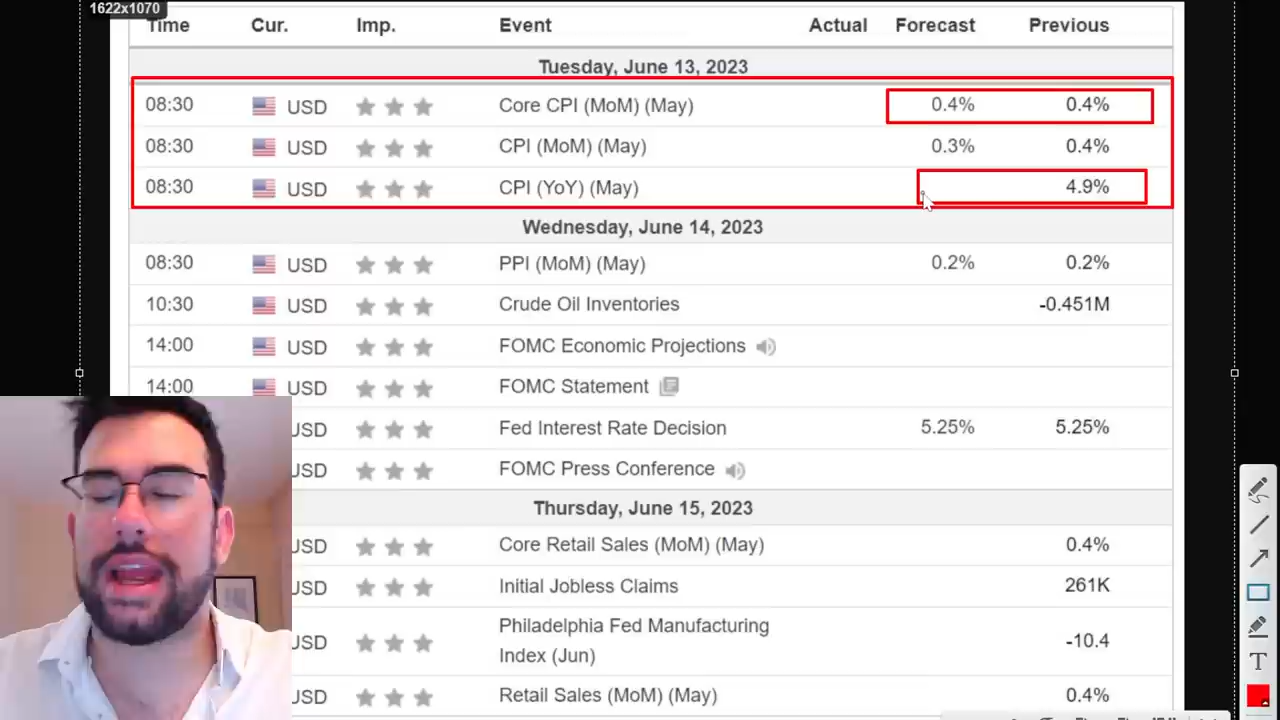 1622x1070
Time Cur. Imp. Event Actual Forecast Previous
Tuesday, June 13, 2023
08:30 USD Core CPI (MoM) (May) 0.4% 0.4%
08:30 USD CPI (MoM) (May) 0.3% 0.4%
08:30 USD CPI (YoY) (May) 4.9%
Wednesday, June 14, 2023
08:30 USD PPI (MoM) (May) 0.2% 0.2%
10:30 USD Crude Oil Inventories -0.451M
14:00 USD FOMC Economic Projections
14:00 USD FOMC Statement
USD Fed Interest Rate Decision 5.25% 5.25%
USD FOMC Press Conference
Thursday, June 15, 2023
USD Core Retail Sales (MoM) (May) 0.4%
USD Initial Jobless Claims 261K
Philadelphia Fed Manufacturing
USD Index (Jun) -10.4
USD Retail Sales (MoM) (May) 0.4%
T